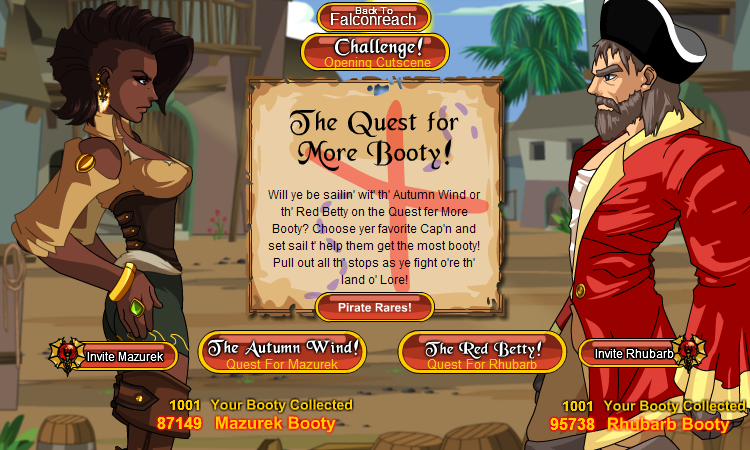 Back To
Falconreach
Challenge!
Opening Cutscene
The Quest for
More Booty!
Will ye be sailin' wit' th' Autumn Wind or
th' Red Betty on the Quest fer More
Booty? Choose yer favorite Cap'n and
set sail t' help them get the most booty!
Pull out all th' stops as ye fight o're th'
land o' Lore!
Pirate Rares!
Invite Mazurek
The Autumn Wind!
Quest For Mazurek
The Red Betty!
Quest For Rhubarb
Invite Rhubarb
1001 Your Booty Collected
87149 Mazurek Booty
1001 Your Booty Collected
95738 Rhubarb Booty